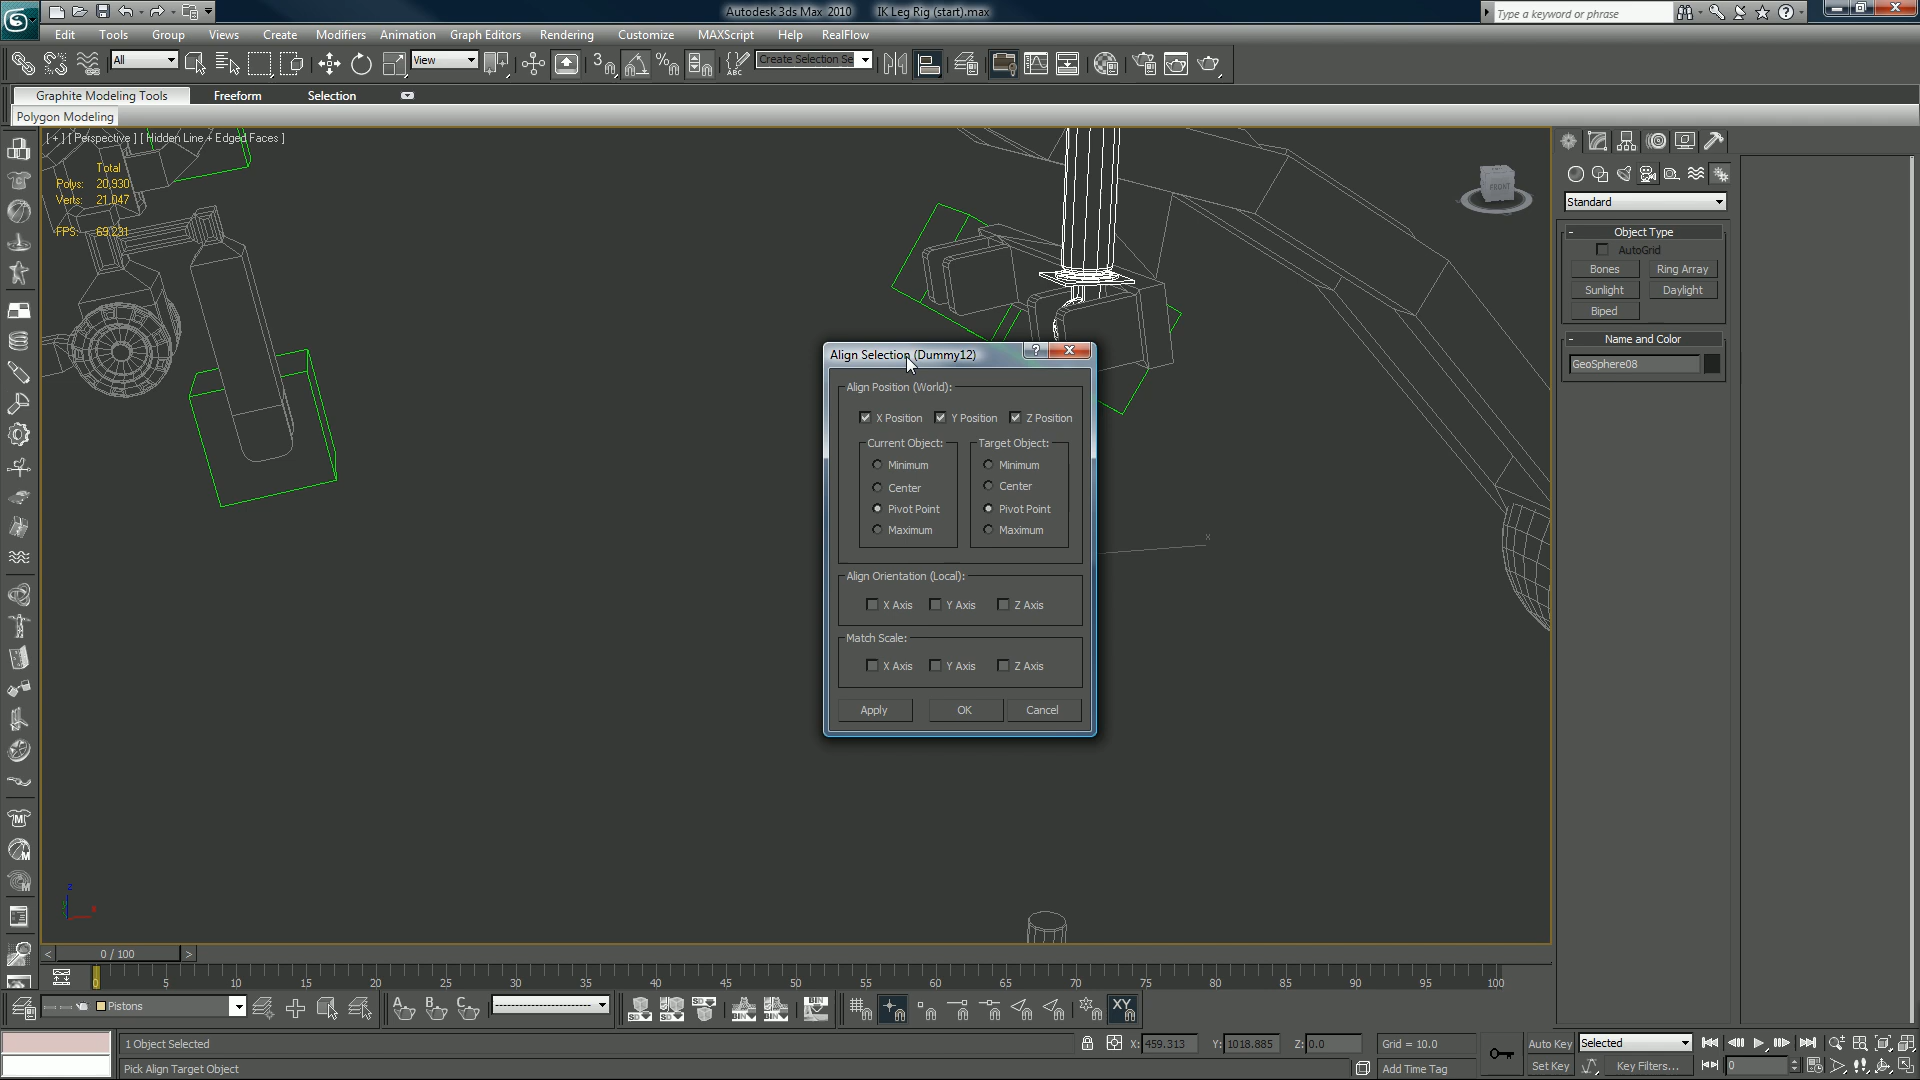 Autodesk 3ds Max 2010 IK Leg Rig (start).max
Type a keyword or phrase
Edit Tools Group Views Create Modifiers Animation Graph Editors Rendering Customize MAXScript Help RealFlow
All View 3 % ABC Create Selection Se
Graphite Modeling Tools Freeform Selection
Polygon Modeling
[ + ] [ Perspective ] [ Hidden Line + Edged Faces ]
Total
Polys: 20,930
Verts: 21,047
FPS: 69.231
FRONT
Standard
- Object Type
AutoGrid
Bones Ring Array
Sunlight Daylight
Biped
- Name and Color
GeoSphere08
Align Selection (Dummy12)
Align Position (World):
X Position Y Position Z Position
Current Object: Target Object:
Minimum Minimum
Center Center
Pivot Point Pivot Point
Maximum Maximum
Align Orientation (Local):
X Axis Y Axis Z Axis
Match Scale:
X Axis Y Axis Z Axis
Apply OK Cancel
x
z
x
< 0 / 100 >
0 5 10 15 20 25 30 35 40 45 50 55 60 65 70 75 80 85 90 95 100
Pistons A B C XY
1 Object Selected X: 459.313 Y: 1018.885 Z: 0.0 Grid = 10.0 Auto Key Selected
Pick Align Target Object Add Time Tag Set Key Key Filters... 0